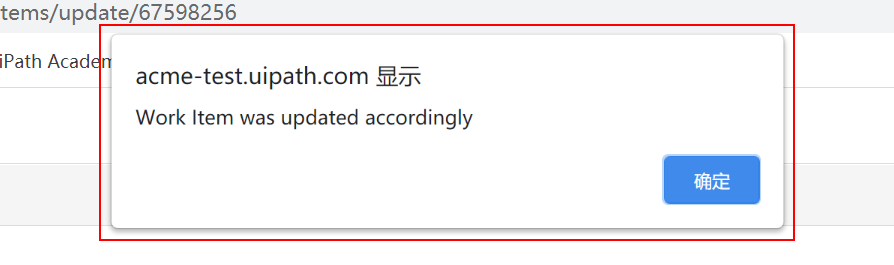 tems/update/67598256
iPath Academ
acme-test.uipath.com 显示
Work Item was updated accordingly
确定